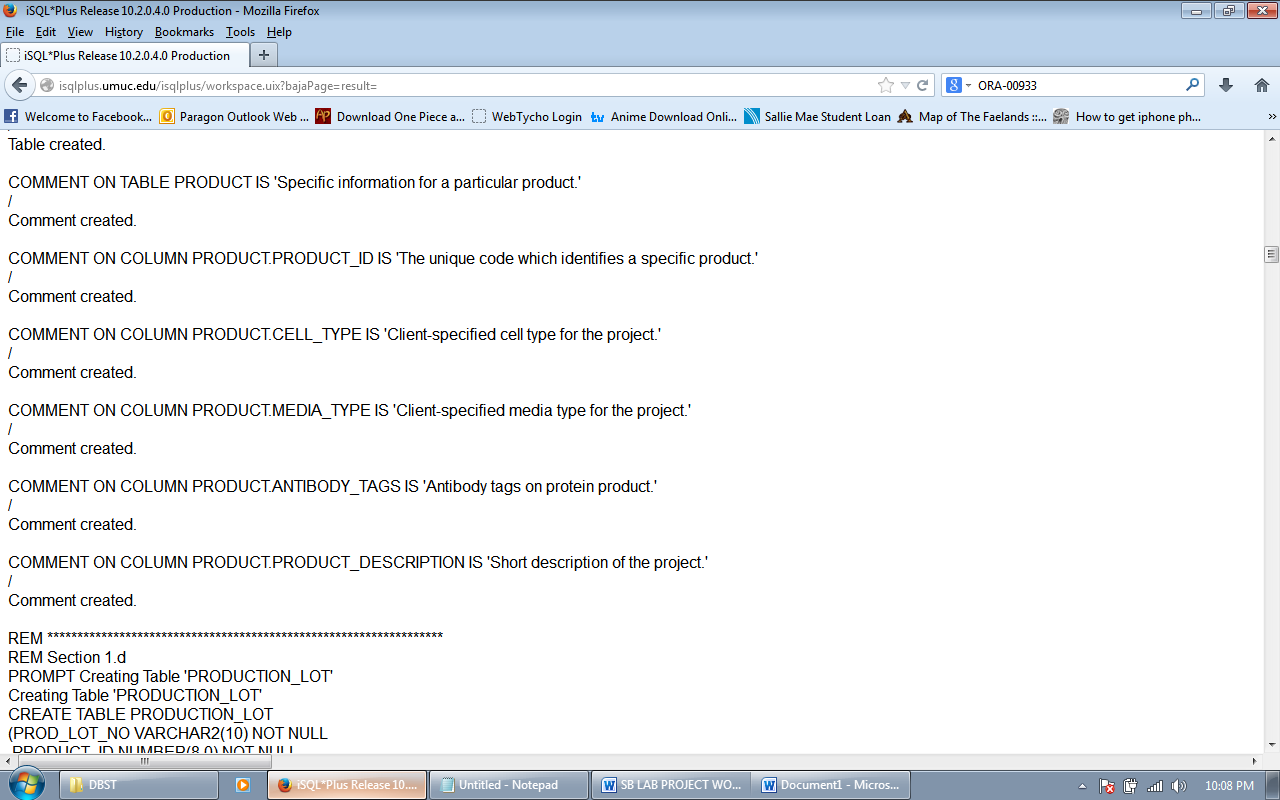 iSQL*Plus Release 10.2.0.4.0 Production - Mozilla Firefox
File Edit View History Bookmarks Tools Help
iSQL*Plus Release 10.2.0.4.0 Production
isqlplus.umuc.edu/isqlplus/workspace.uix?bajaPage=result= ORA-00933
Welcome to Facebook... Paragon Outlook Web ... Download One Piece a... WebTycho Login Anime Download Onli... Sallie Mae Student Loan Map of The Faelands ::... How to get iphone ph... »
Table created.
COMMENT ON TABLE PRODUCT IS 'Specific information for a particular product.'
/
Comment created.
COMMENT ON COLUMN PRODUCT.PRODUCT_ID IS 'The unique code which identifies a specific product.'
/
Comment created.
COMMENT ON COLUMN PRODUCT.CELL_TYPE IS 'Client-specified cell type for the project.'
/
Comment created.
COMMENT ON COLUMN PRODUCT.MEDIA_TYPE IS 'Client-specified media type for the project.'
/
Comment created.
COMMENT ON COLUMN PRODUCT.ANTIBODY_TAGS IS 'Antibody tags on protein product.'
/
Comment created.
COMMENT ON COLUMN PRODUCT.PRODUCT_DESCRIPTION IS 'Short description of the project.'
/
Comment created.
REM ******************************************************************
REM Section 1.d
PROMPT Creating Table 'PRODUCTION_LOT'
Creating Table 'PRODUCTION_LOT'
CREATE TABLE PRODUCTION_LOT
(PROD_LOT_NO VARCHAR2(10) NOT NULL
PRODUCT_ID NUMBER(8,0) NOT NULL
DBST iSQL*Plus Release 10.... Untitled - Notepad SB LAB PROJECT WO... Document1 - Micros... 10:08 PM